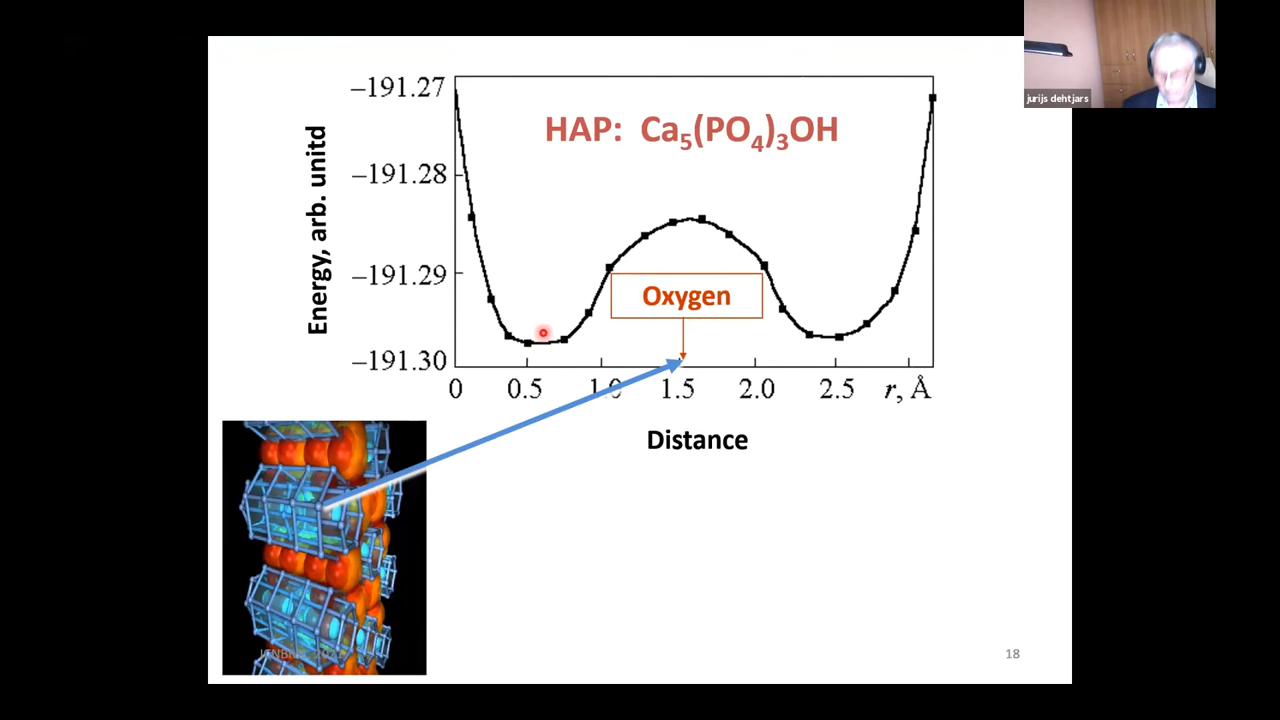 jurijs dehtjars
HAP: Ca5(PO4)3OH
Energy, arb. unitd
–191.27
–191.28
–191.29
–191.30
Oxygen
0 0.5 1.0 1.5 2.0 2.5 r, Å
Distance
18